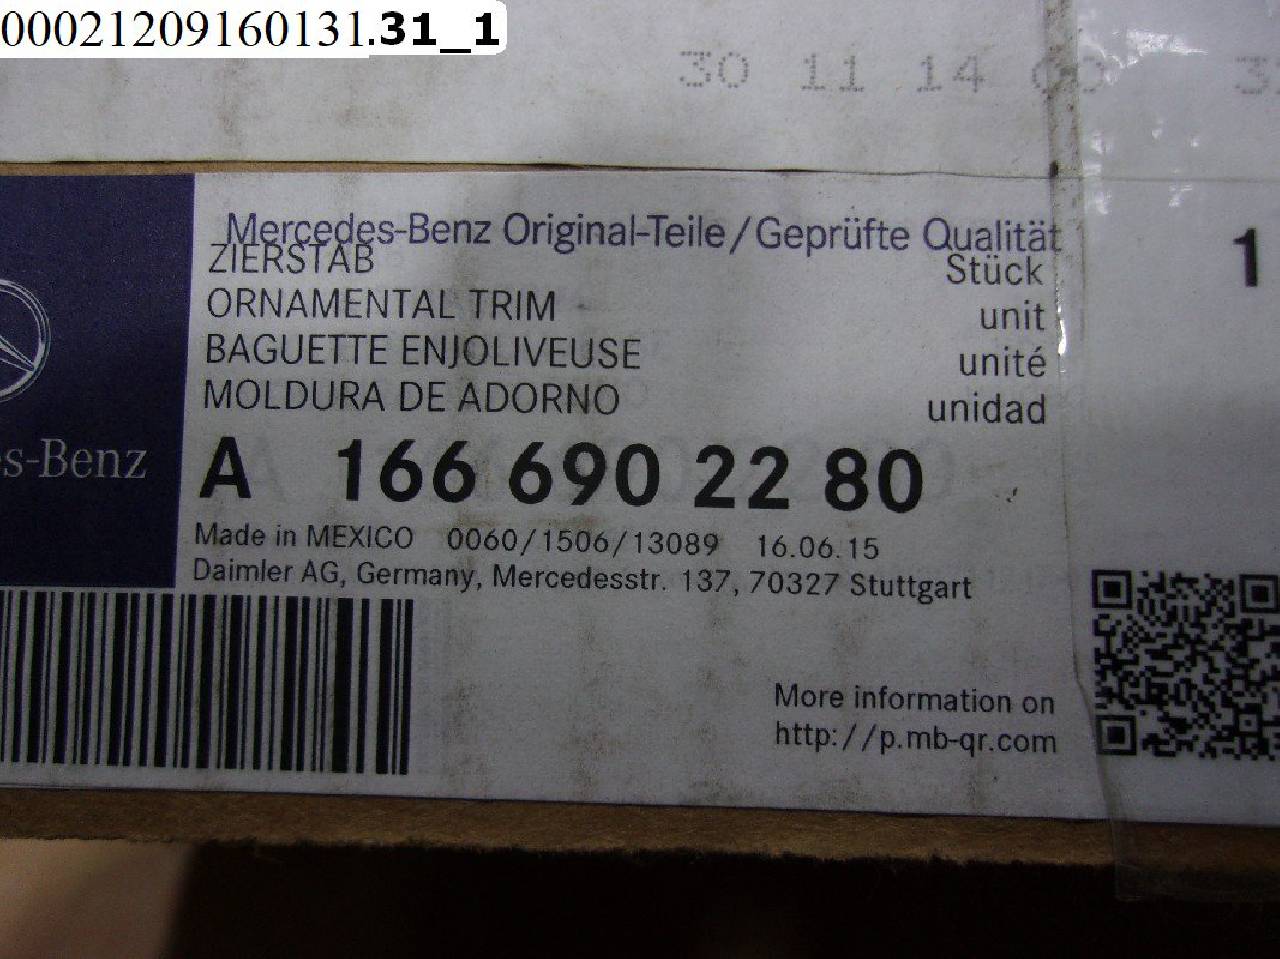 00021209160131.31_1
30 11 14 00
Mercedes-Benz Original-Teile/Geprüfte Qualität
ZIERSTAB Stück 1
ORNAMENTAL TRIM unit
BAGUETTE ENJOLIVEUSE unité
MOLDURA DE ADORNO unidad
s-Benz
A 166 690 22 80
Made in MEXICO 0060/1506/13089 16.06.15
Daimler AG, Germany, Mercedesstr. 137, 70327 Stuttgart
More information on
http://p.mb-qr.com